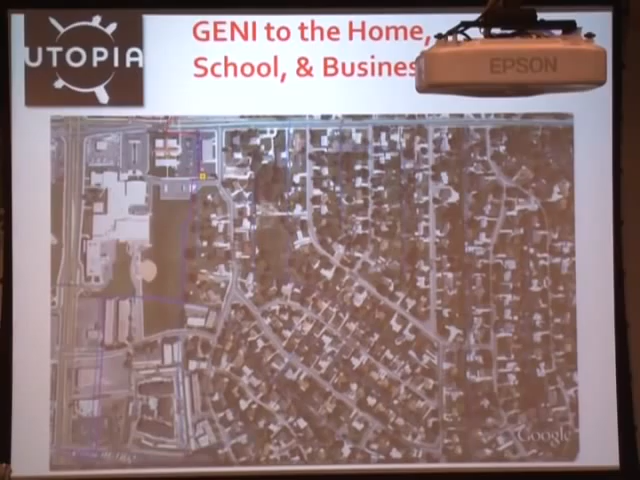 UTOPIA
GENI to the Home,
School, & Busines
EPSON
Google